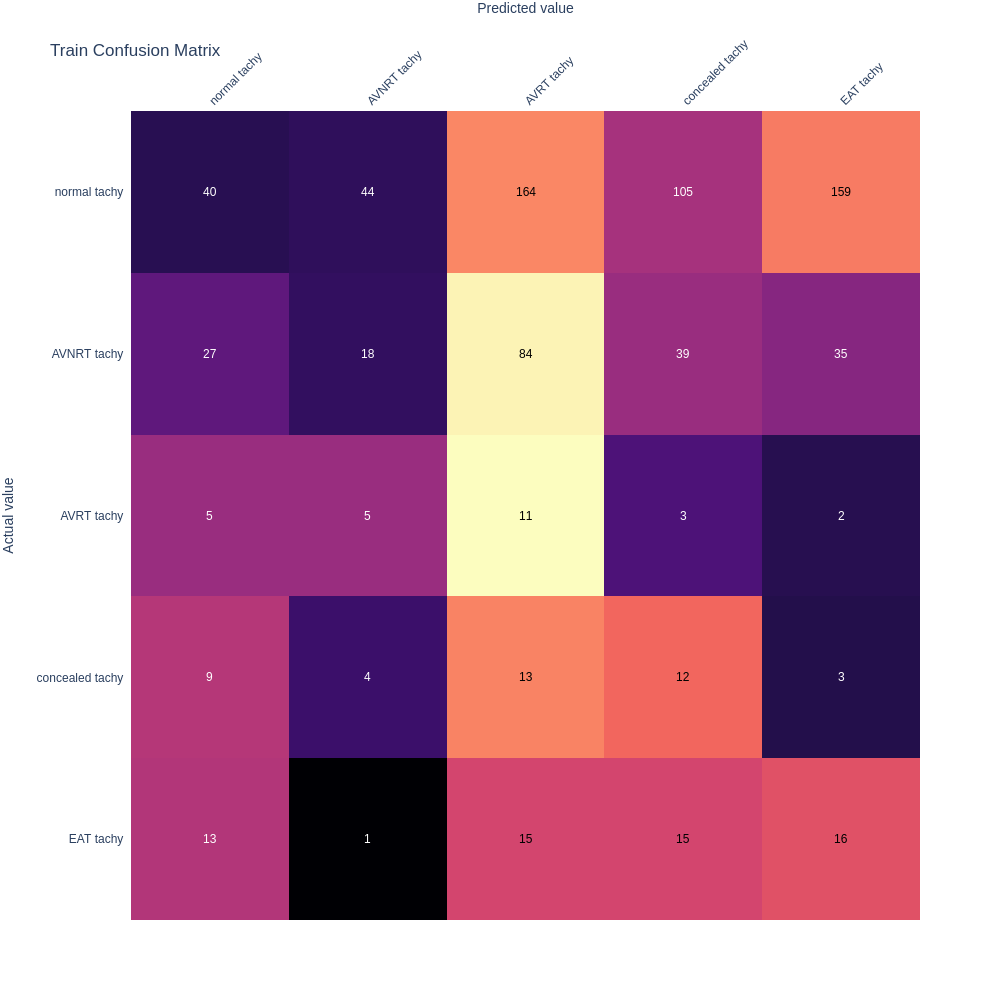 Predicted value
Train Confusion Matrix
normal tachy AVNRT tachy AVRT tachy concealed tachy EAT tachy
normal tachy 40 44 164 105 159
AVNRT tachy 27 18 84 39 35
Actual value
AVRT tachy 5 5 11 3 2
concealed tachy 9 4 13 12 3
EAT tachy 13 1 15 15 16